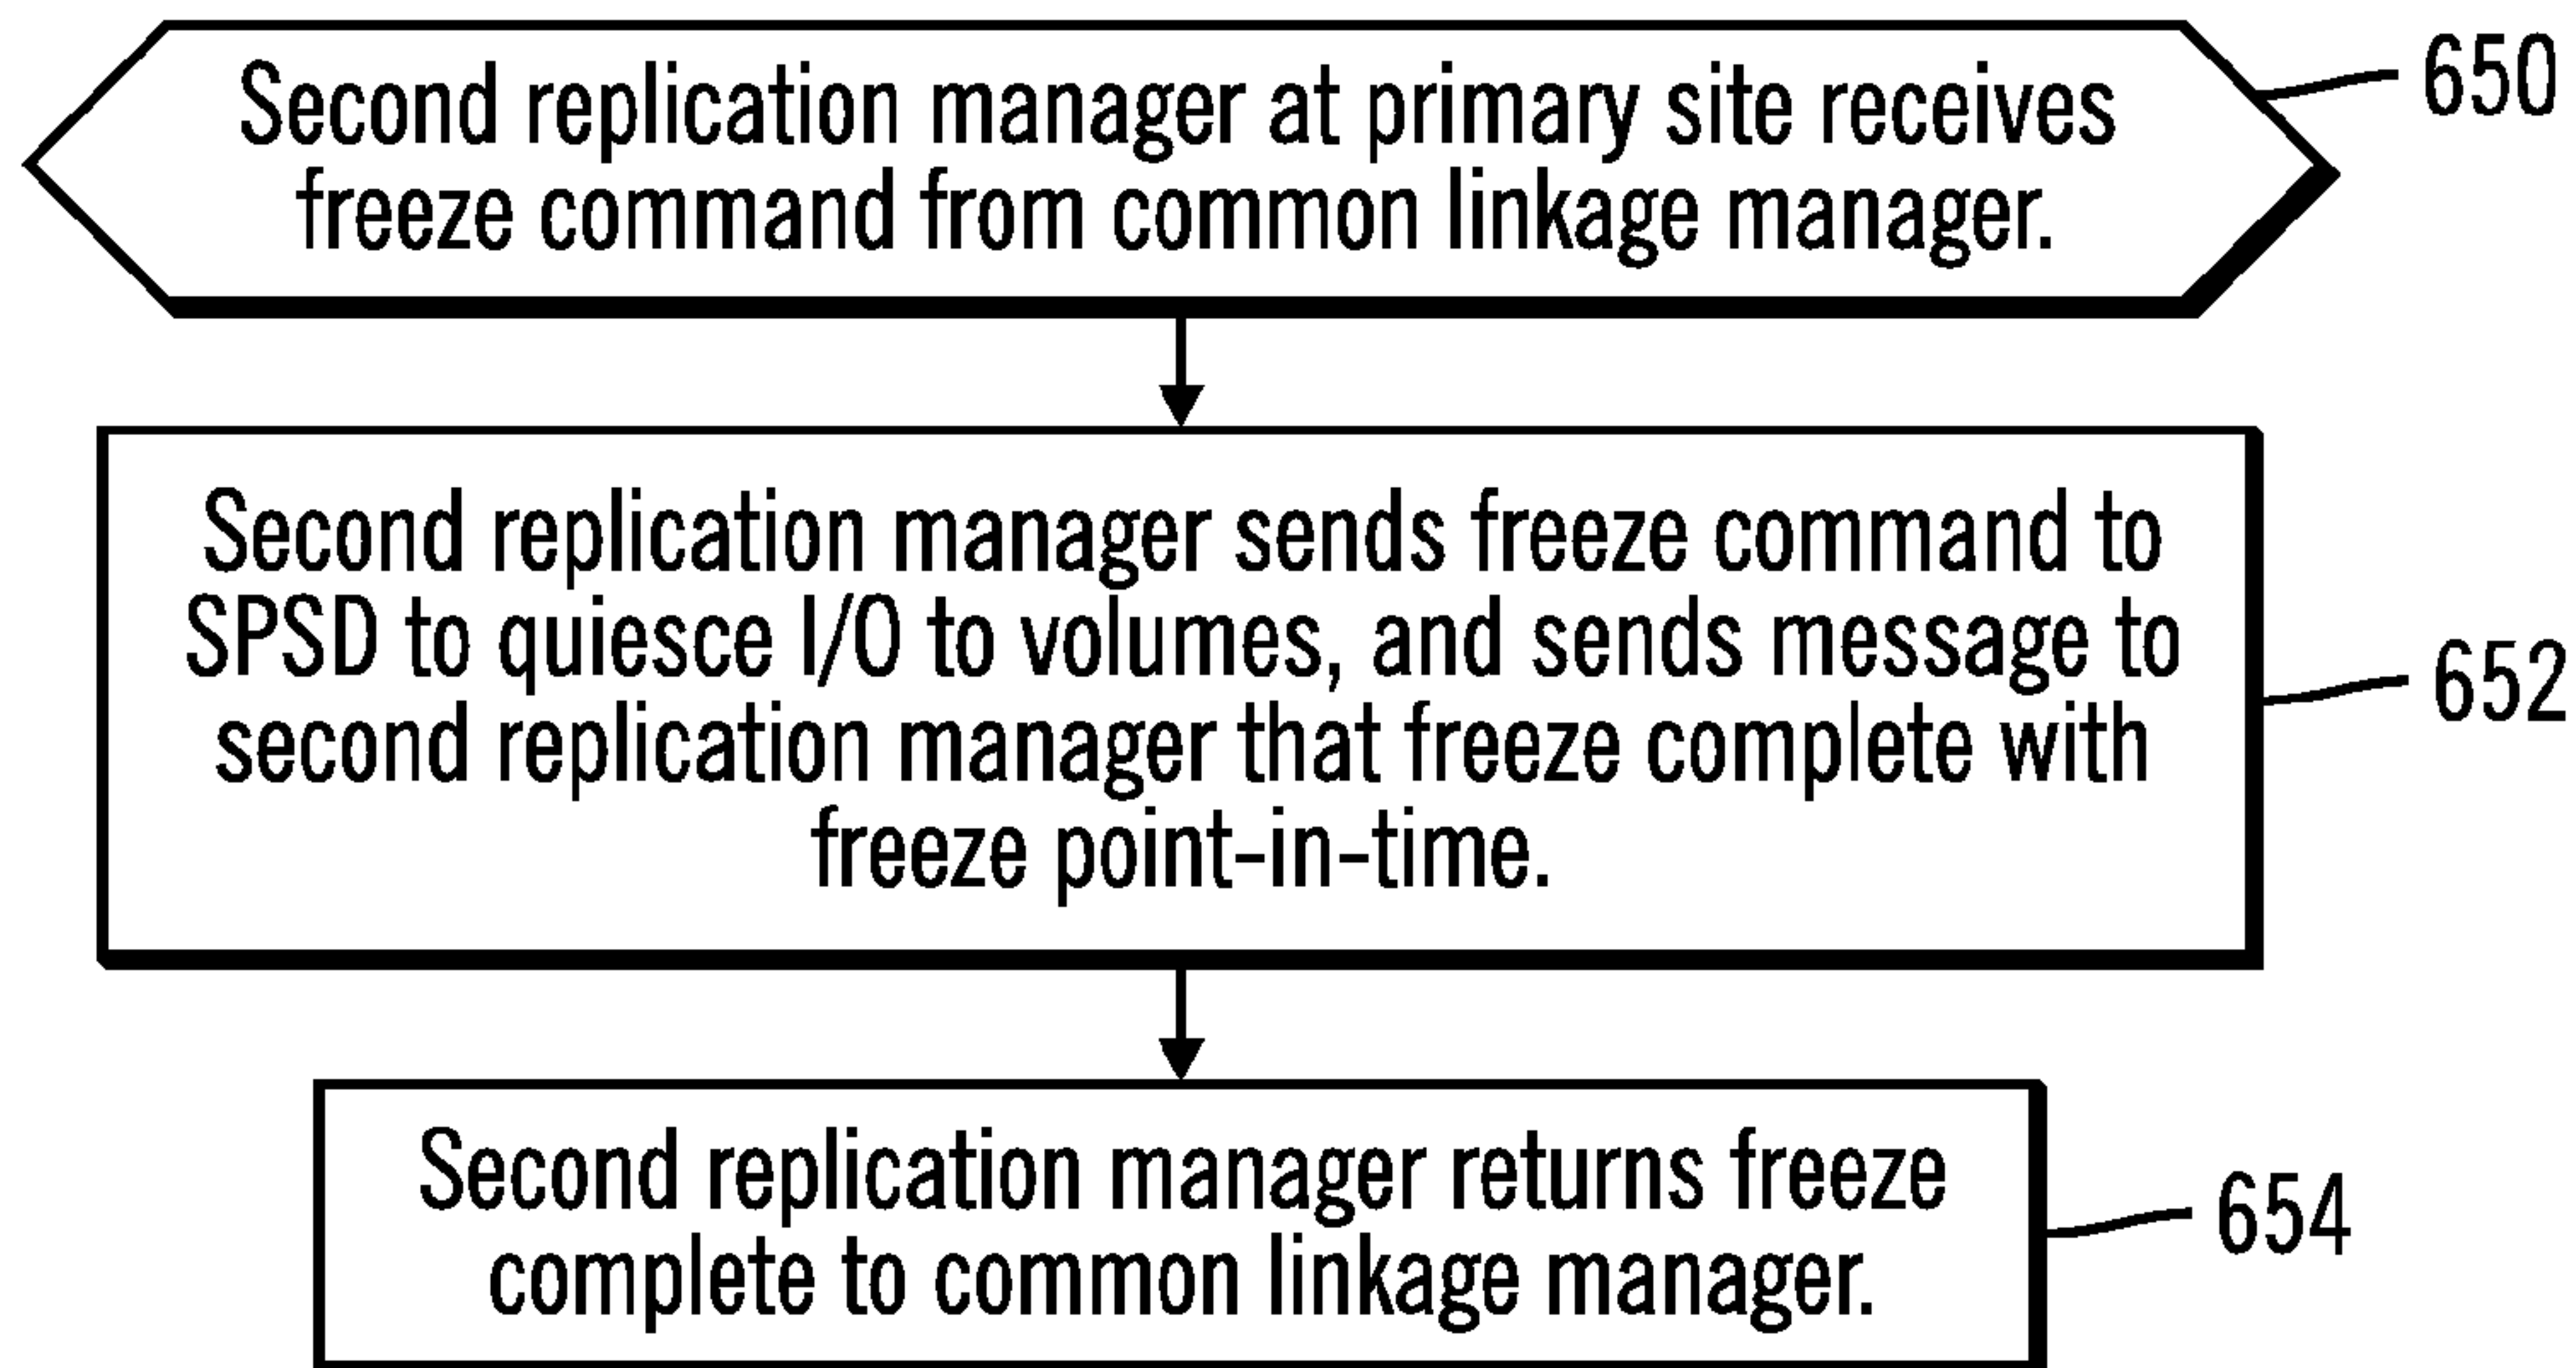 Second replication manager at primary site receives
freeze command from common linkage manager.
650
Second replication manager sends freeze command to
SPSD to quiesce I/O to volumes, and sends message to
second replication manager that freeze complete with
freeze point-in-time.
652
Second replication manager returns freeze
complete to common linkage manager.
654